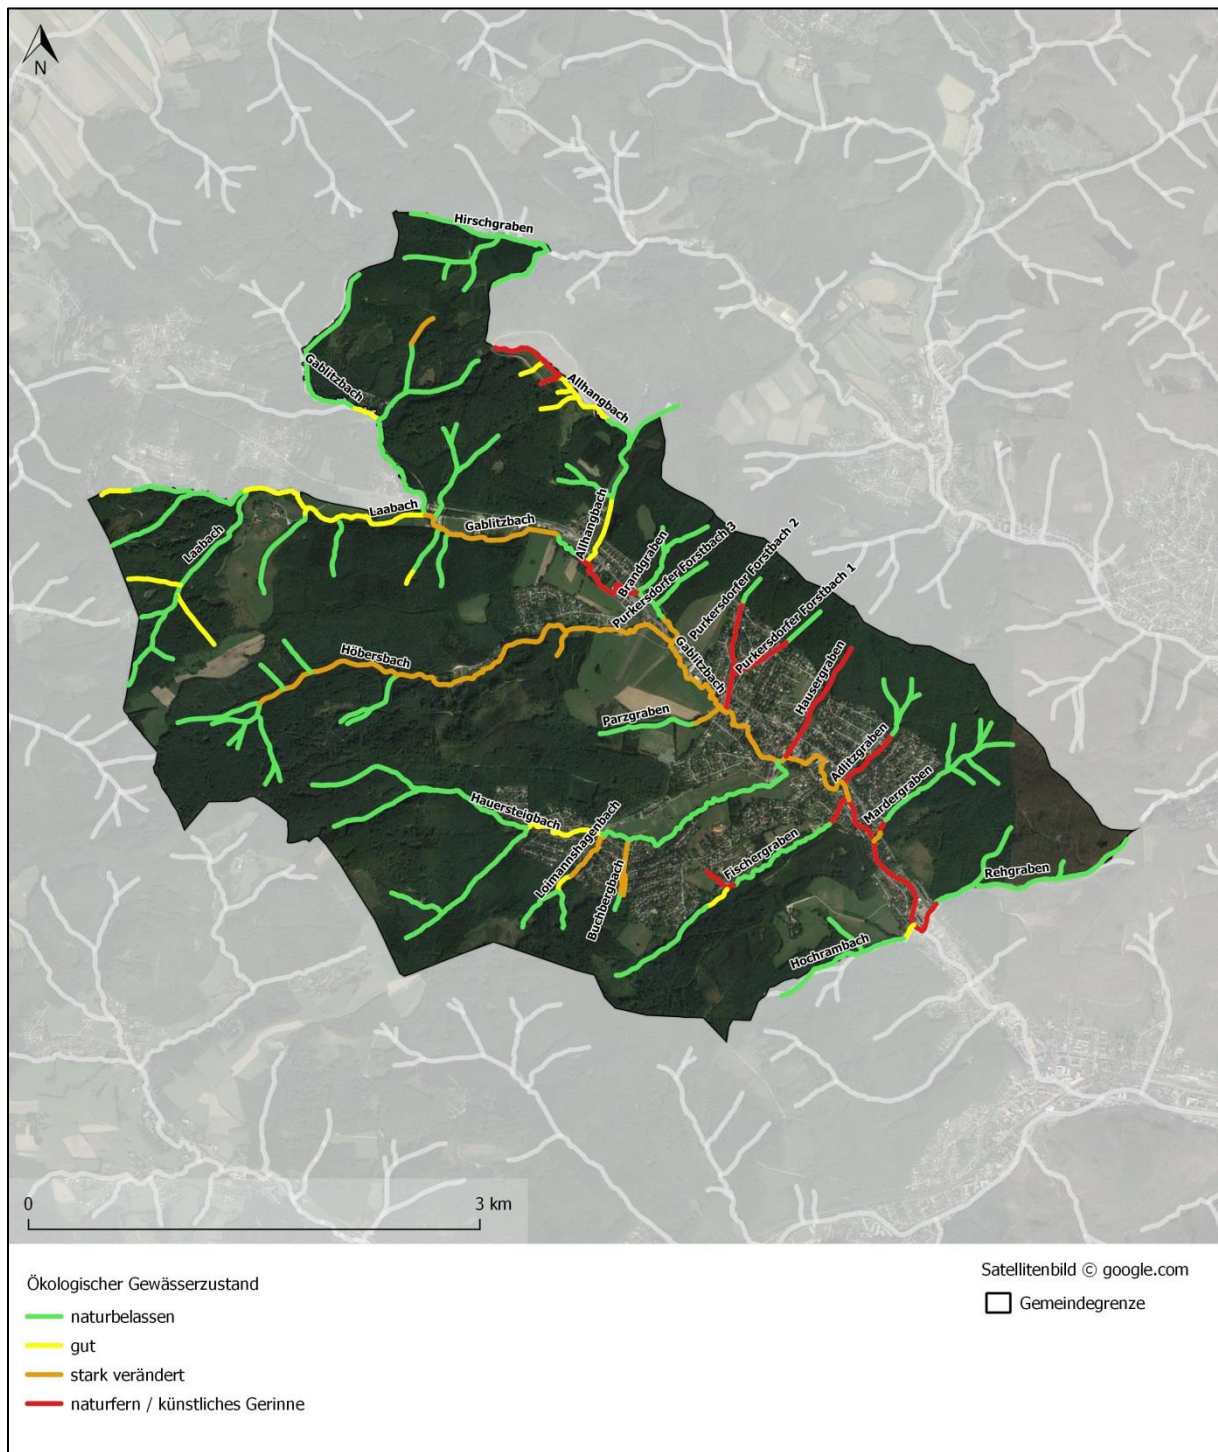 N
Hirschgraben
Gablitzbach
Allhangbach
Laabach
Gablitzbach
Allhangbach
Laabach
Brandgraben
Purkersdorfer Forstbach 3
Purkersdorfer Forstbach 2
Purkersdorfer Forstbach 1
Gablitzbach
Höbersbach
Hausergraben
Parzgraben
Adlitzgraben
Mardergraben
Hauersteigbach
Loimannshagenbach
Buchbergbach
Fischergraben
Rehgraben
Hochrambach
0 3 km
Ökologischer Gewässerzustand
naturbelassen
gut
stark verändert
naturfern / künstliches Gerinne
Satellitenbild © google.com
Gemeindegrenze